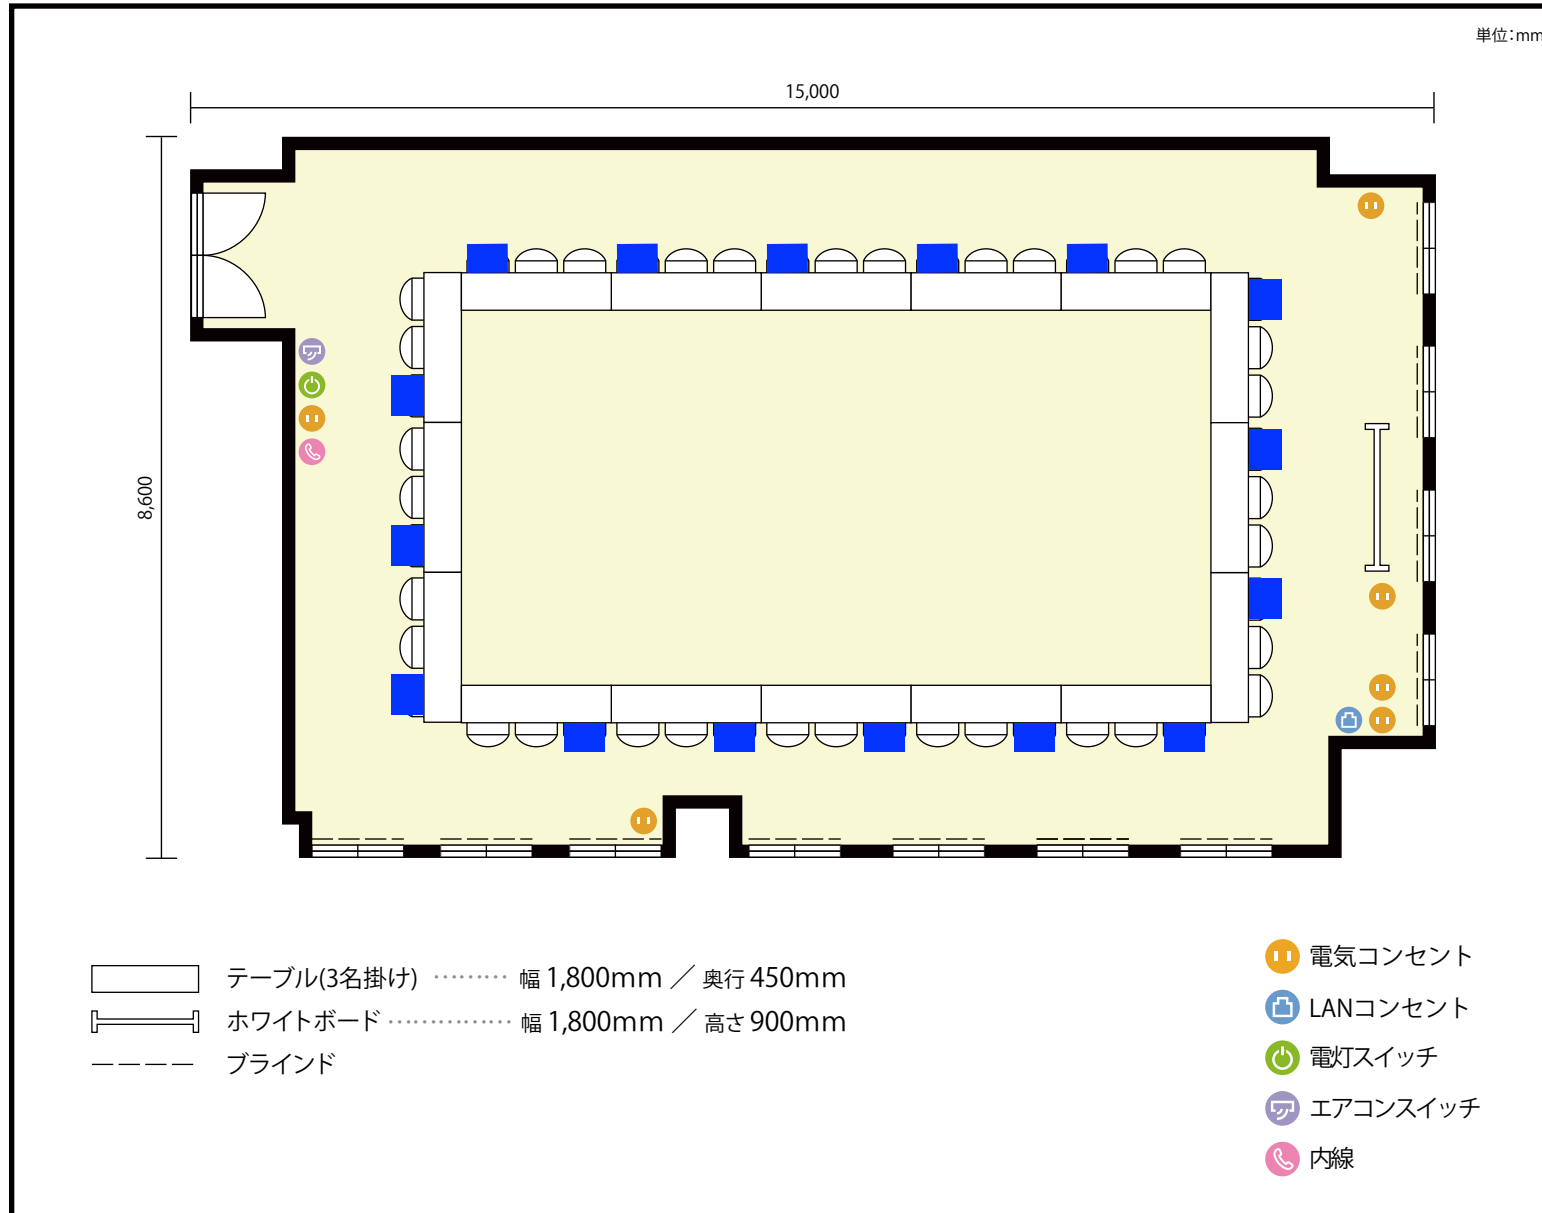 単位:mm
15,000
8,600
テーブル(3名掛け) ········· 幅 1,800mm ／ 奥行 450mm
ホワイトボード ··············· 幅 1,800mm ／ 高さ 900mm
ブラインド
電気コンセント
LANコンセント
電灯スイッチ
エアコンスイッチ
内線